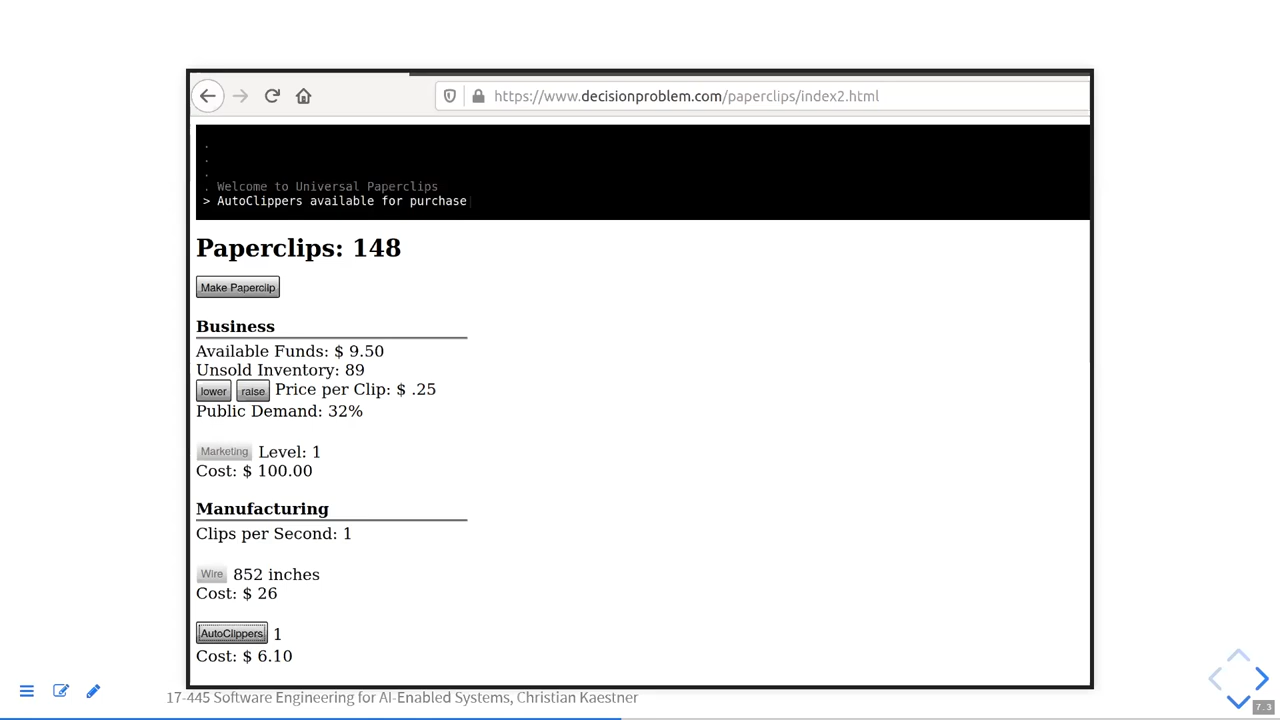 https://www.decisionproblem.com/paperclips/index2.html
.
.
.
. Welcome to Universal Paperclips
> AutoClippers available for purchase
Paperclips: 148
Make Paperclip
Business
Available Funds: $ 9.50
Unsold Inventory: 89
lower raise Price per Clip: $ .25
Public Demand: 32%
Marketing Level: 1
Cost: $ 100.00
Manufacturing
Clips per Second: 1
Wire 852 inches
Cost: $ 26
AutoClippers 1
Cost: $ 6.10
17-445 Software Engineering for AI-Enabled Systems, Christian Kaestner
7.3